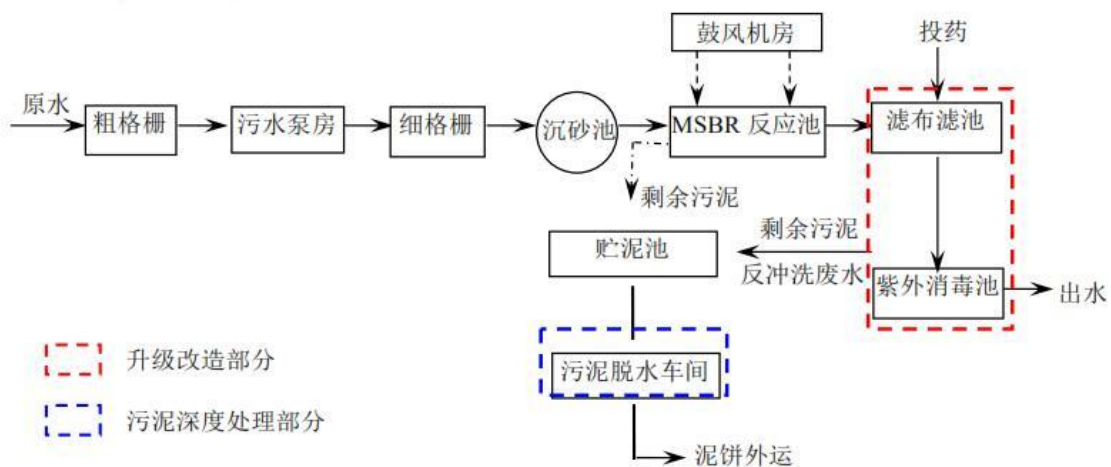 鼓风机房
投药
原水
粗格栅
污水泵房
细格栅
沉砂池
MSBR 反应池
滤布滤池
剩余污泥
剩余污泥
贮泥池
反冲洗废水
紫外消毒池
出水
升级改造部分
污泥脱水车间
污泥深度处理部分
泥饼外运